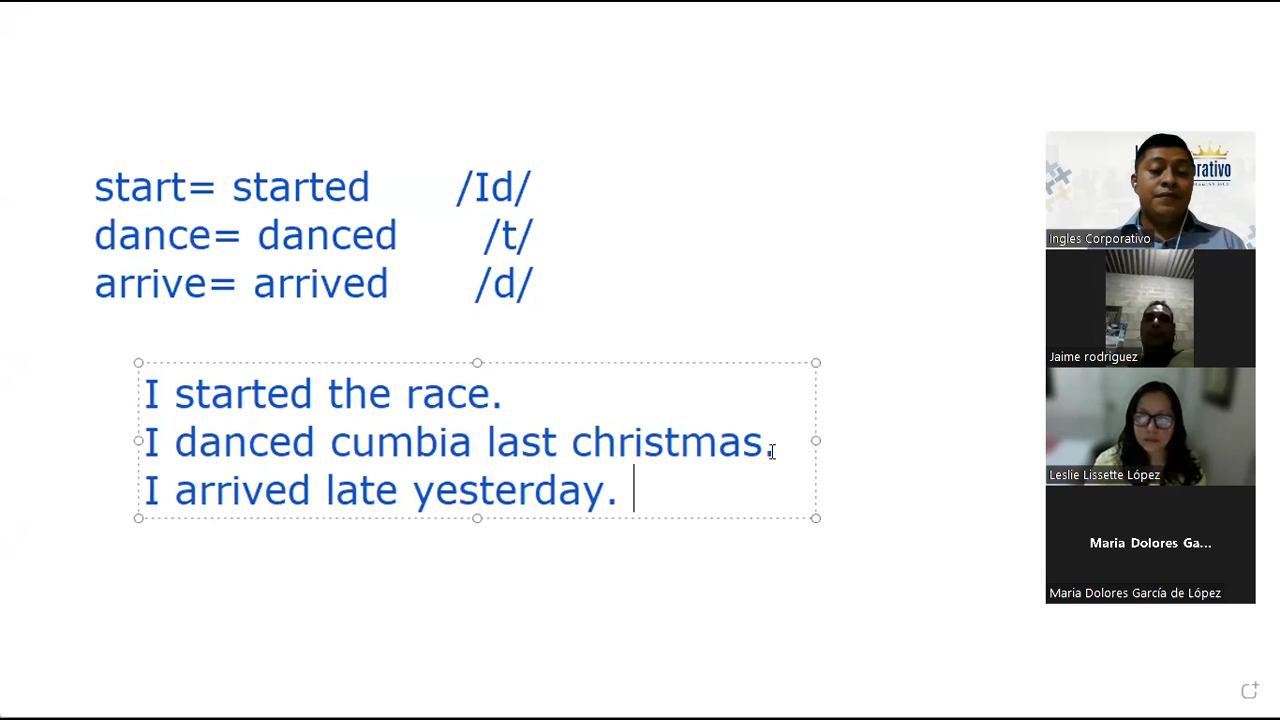 start= started /Id/
dance= danced /t/
arrive= arrived /d/
I started the race.
I danced cumbia last christmas.
I arrived late yesterday.
orativo
Ingles Corporativo
Jaime rodriguez
Leslie Lissette López
Maria Dolores Ga...
Maria Dolores García de López